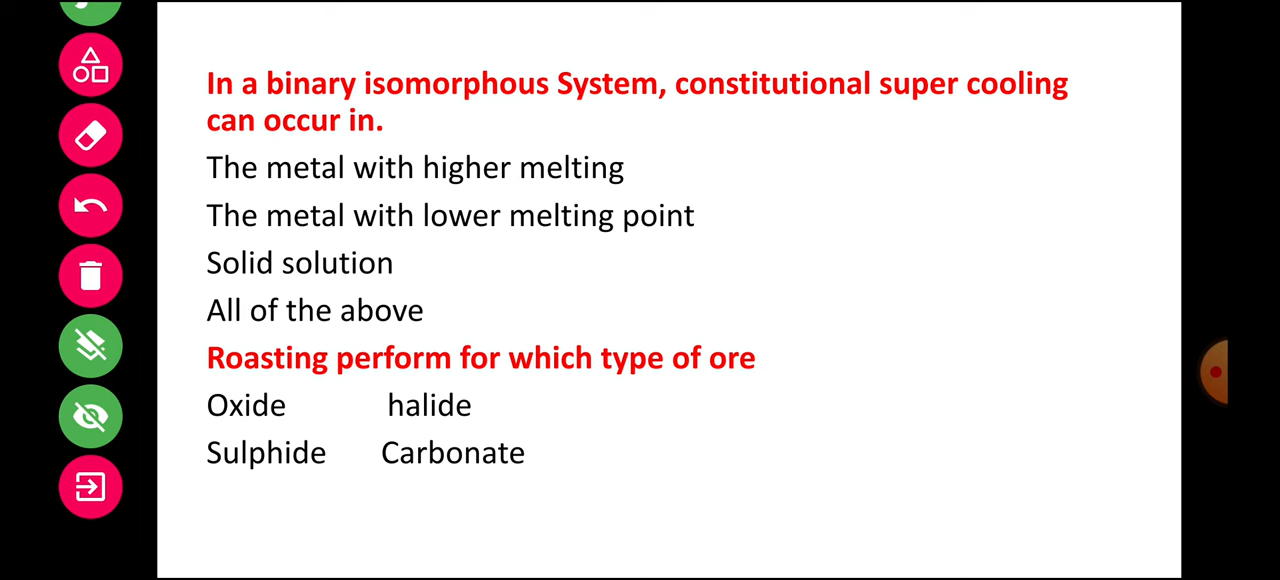 In a binary isomorphous System, constitutional super cooling
can occur in.
The metal with higher melting
The metal with lower melting point
Solid solution
All of the above
Roasting perform for which type of ore
Oxide halide
Sulphide Carbonate